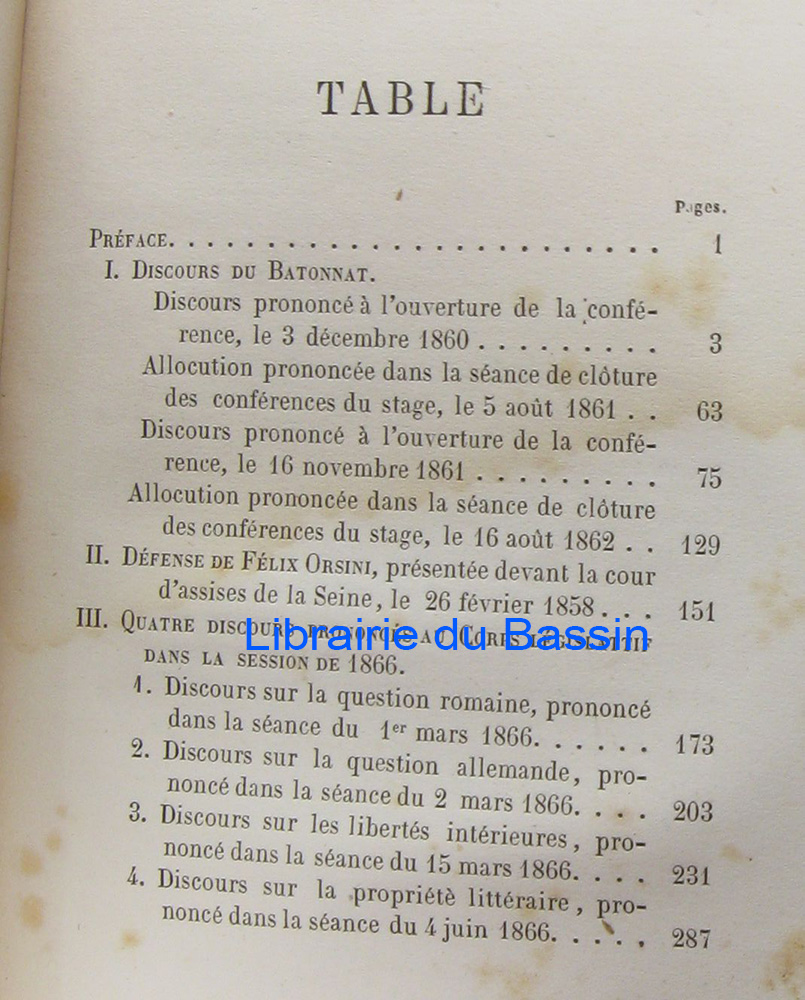 TABLE
Pages.
PRÉFACE. . . . . . . . . . . . . . . . . . . . . . . . . . 1
I. DISCOURS DU BATONNAT.
Discours prononcé à l'ouverture de la confé-
rence, le 3 décembre 1860 . . . . . . . . . 3
Allocution prononcée dans la séance de clôture
des conférences du stage, le 5 août 1861 . . 63
Discours prononcé à l'ouverture de la confé-
rence, le 16 novembre 1861 . . . . . . . . . 75
Allocution prononcée dans la séance de clôture
des conférences du stage, le 16 août 1862 . . 129
II. DÉFENSE DE FÉLIX ORSINI, présentée devant la cour
d'assises de la Seine, le 26 février 1858 . . . 151
III. QUATRE DISCOURS PRONONCÉS AU CORPS LÉGISLATIF
Librairie du Bassin
DANS LA SESSION DE 1866.
1. Discours sur la question romaine, prononcé
dans la séance du 1er mars 1866. . . . . . 173
2. Discours sur la question allemande, pro-
noncé dans la séance du 2 mars 1866. . . . 203
3. Discours sur les libertés intérieures, pro-
noncé dans la séance du 15 mars 1866. . . . 231
4. Discours sur la propriétè littéraire, pro-
noncé dans la séance du 4 juin 1866. . . . . 287